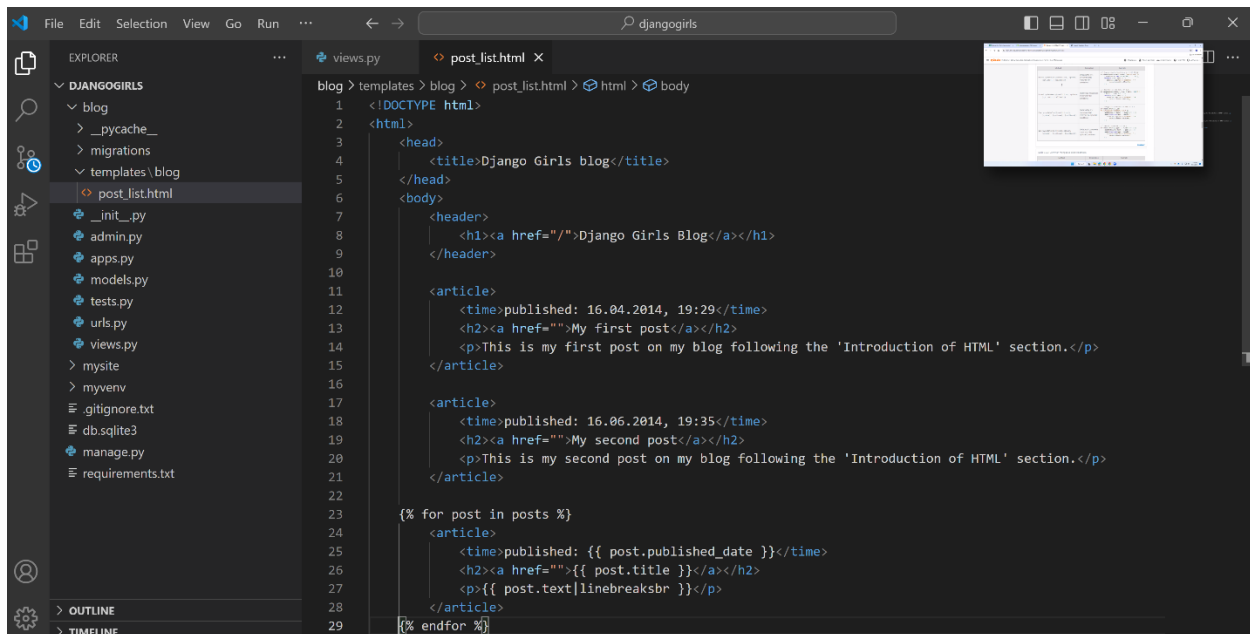 File Edit Selection View Go Run ··· djangogirls
EXPLORER ···
DJANGOGIRLS
blog
__pycache__
migrations
templates\blog
post_list.html
__init__.py
admin.py
apps.py
models.py
tests.py
urls.py
views.py
mysite
myvenv
.gitignore.txt
db.sqlite3
manage.py
requirements.txt
OUTLINE
TIMELINE
views.py post_list.html
blog > templates > blog > post_list.html > html > body
1 <!DOCTYPE html>
2 <html>
3 <head>
4 <title>Django Girls blog</title>
5 </head>
6 <body>
7 <header>
8 <h1><a href="/">Django Girls Blog</a></h1>
9 </header>
10
11 <article>
12 <time>published: 16.04.2014, 19:29</time>
13 <h2><a href="">My first post</a></h2>
14 <p>This is my first post on my blog following the 'Introduction of HTML' section.</p>
15 </article>
16
17 <article>
18 <time>published: 16.06.2014, 19:35</time>
19 <h2><a href="">My second post</a></h2>
20 <p>This is my second post on my blog following the 'Introduction of HTML' section.</p>
21 </article>
22
23 {% for post in posts %}
24 <article>
25 <time>published: {{ post.published_date }}</time>
26 <h2><a href="">{{ post.title }}</a></h2>
27 <p>{{ post.text|linebreaksbr }}</p>
28 </article>
29 {% endfor %}